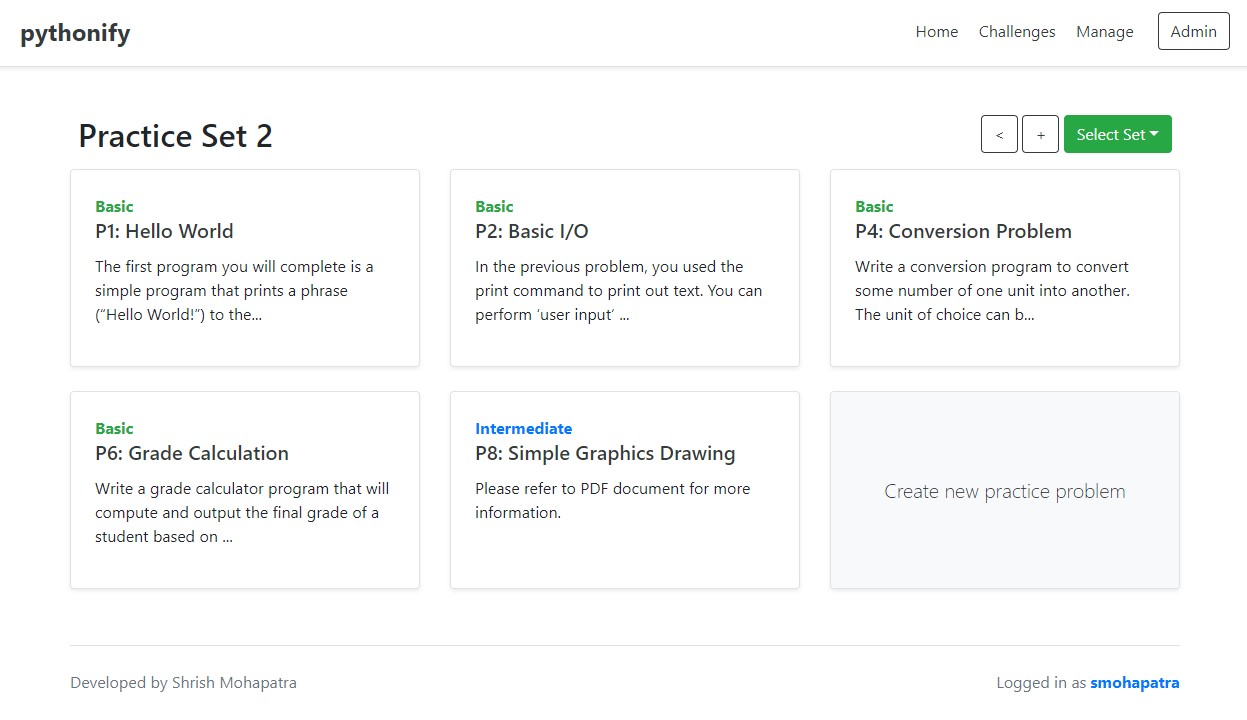 pythonify
Home Challenges Manage Admin
Practice Set 2
< + Select Set
Basic
P1: Hello World
The first program you will complete is a
simple program that prints a phrase
(“Hello World!”) to the...
Basic
P2: Basic I/O
In the previous problem, you used the
print command to print out text. You can
perform ‘user input’ ...
Basic
P4: Conversion Problem
Write a conversion program to convert
some number of one unit into another.
The unit of choice can b...
Basic
P6: Grade Calculation
Write a grade calculator program that will
compute and output the final grade of a
student based on ...
Intermediate
P8: Simple Graphics Drawing
Please refer to PDF document for more
information.
Create new practice problem
Developed by Shrish Mohapatra
Logged in as smohapatra